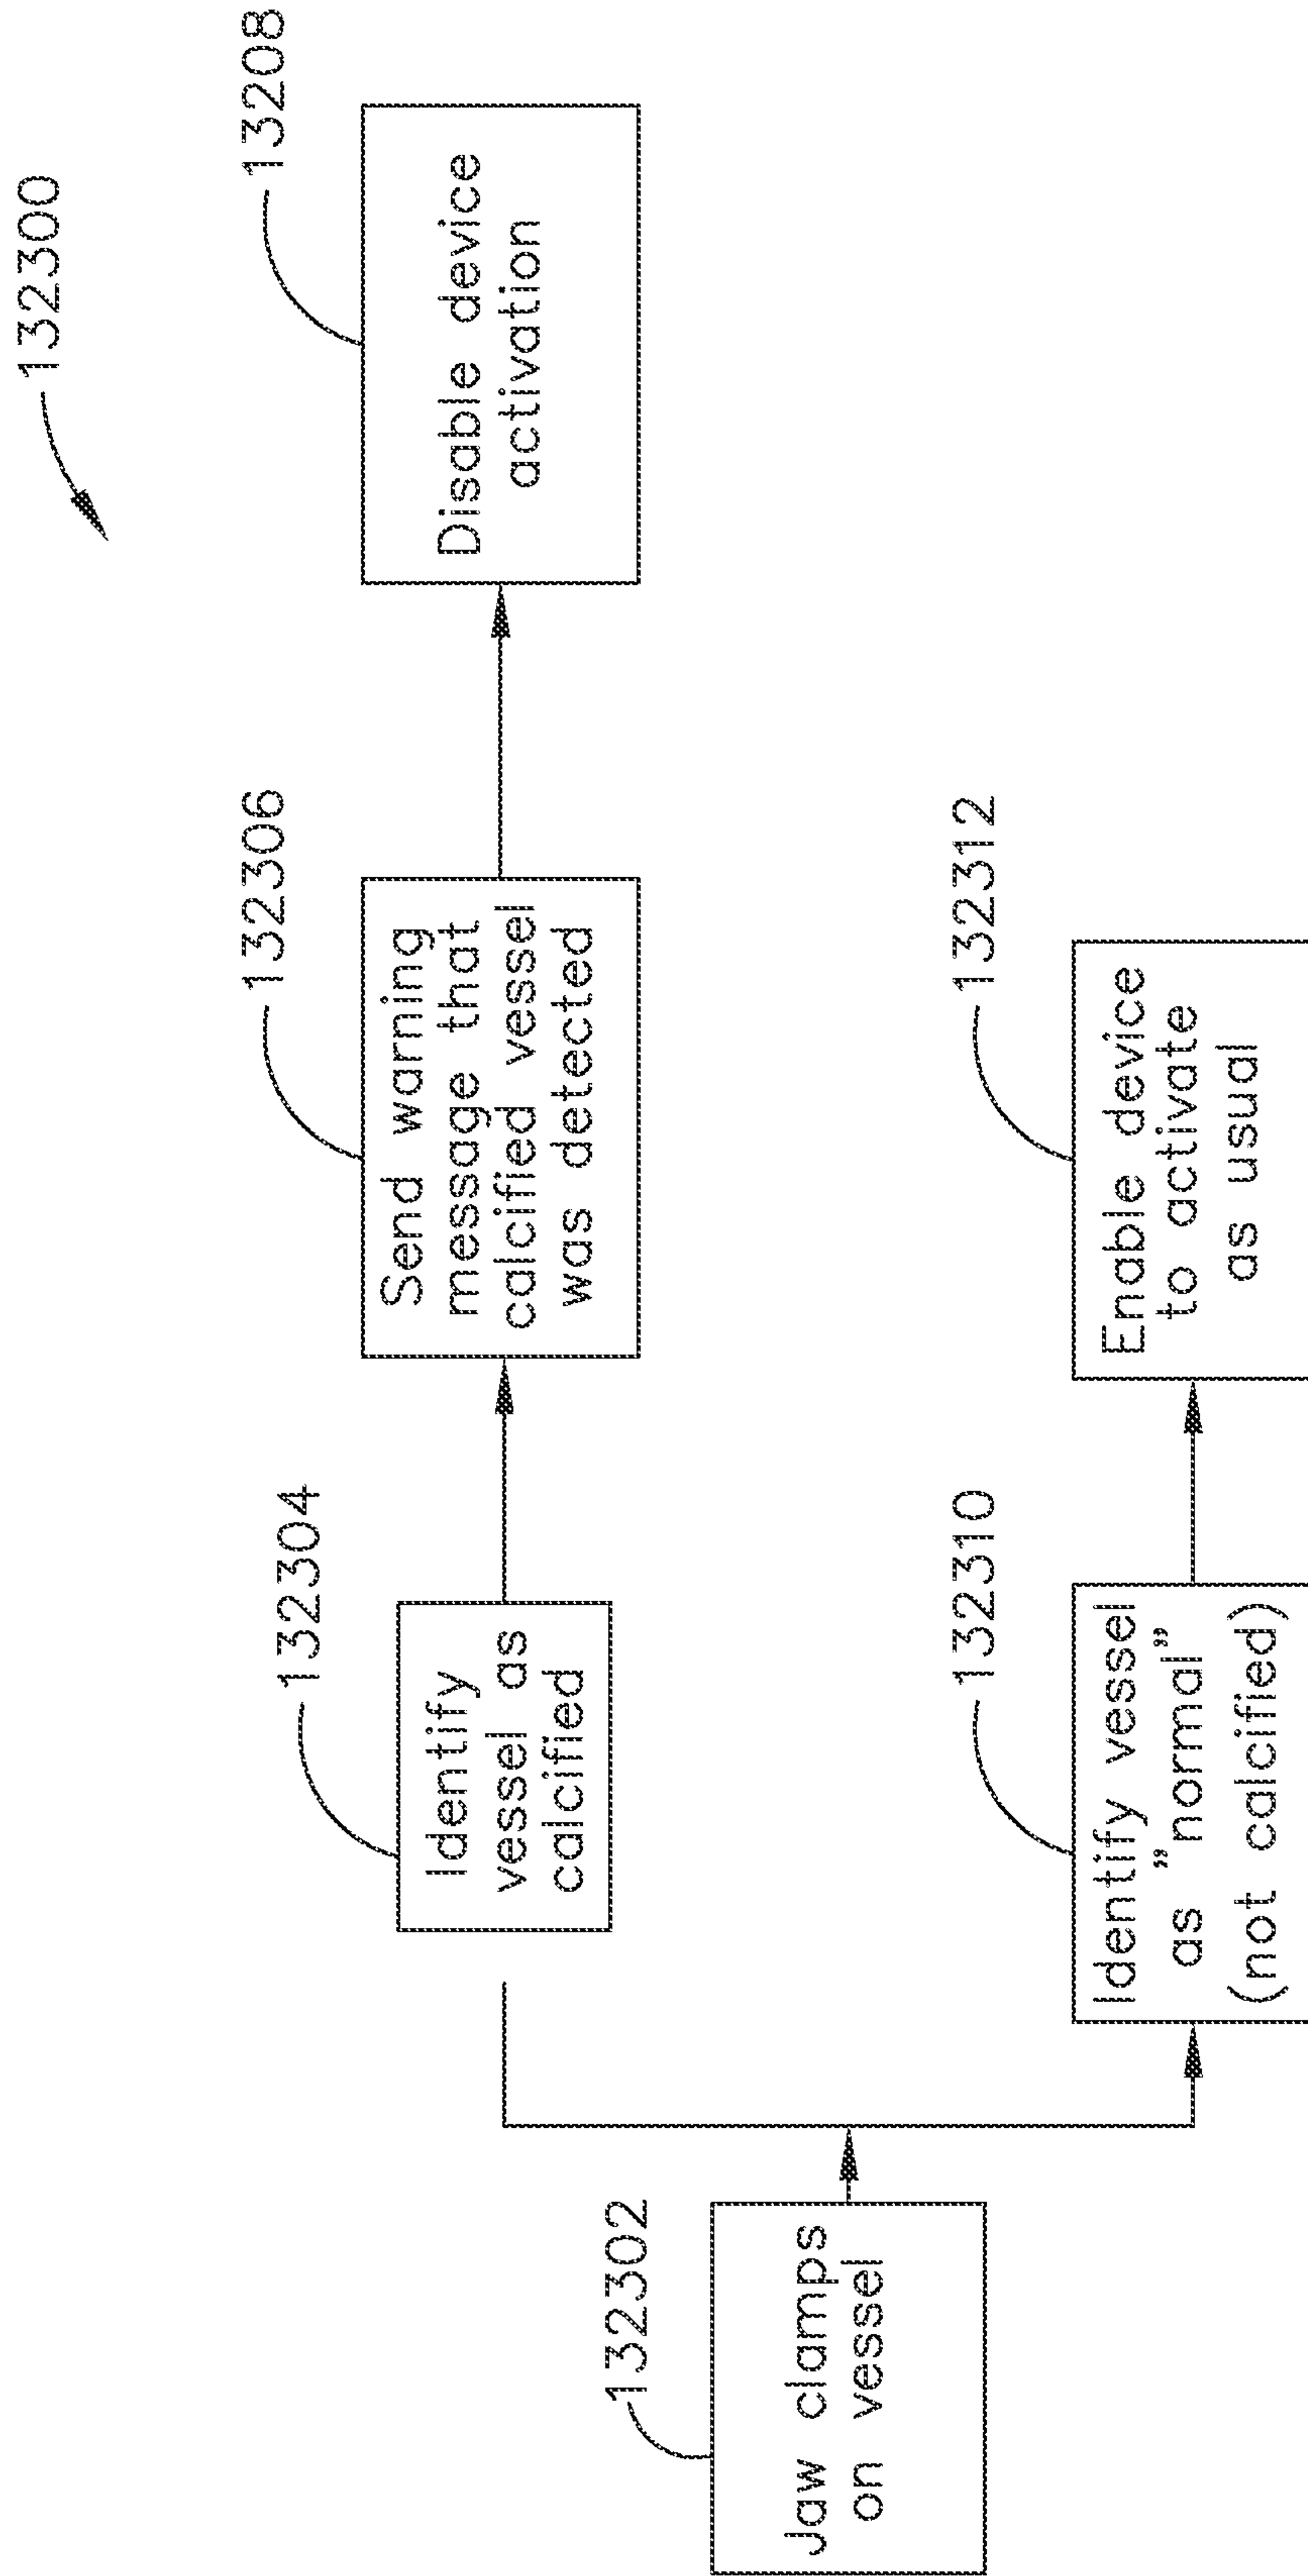 132300
132302
Jaw clamps
on vessel
132304
Identify
vessel as
calcified
132306
Send warning
message that
calcified vessel
was detected
13208
Disable device
activation
132310
Identify vessel
as "normal"
(not calcified)
132312
Enable device
to activate
as usual